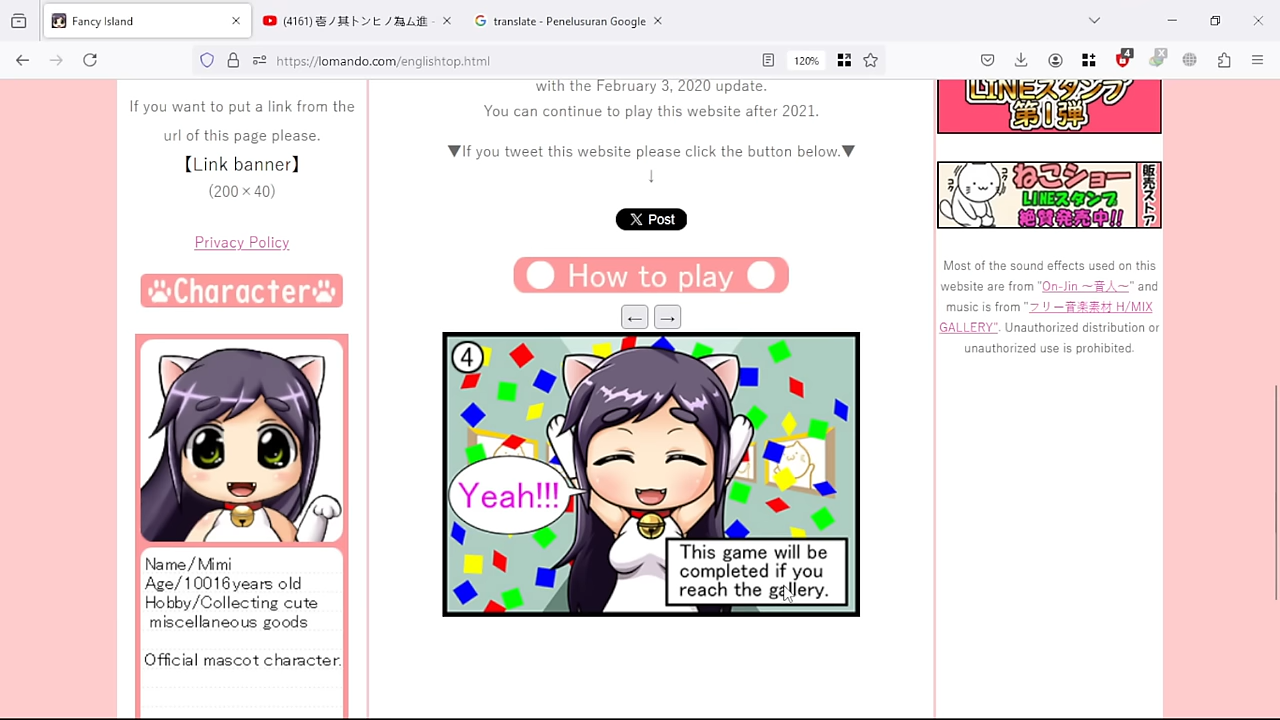 Fancy Island
(4161) 壱ノ其トンヒノ為ム進 -
translate - Penelusuran Google
https://lomando.com/englishtop.html
120%
4
If you want to put a link from the
url of this page please.
【Link banner】
(200×40)
Privacy Policy
Character
Name/Mimi
Age/10016years old
Hobby/Collecting cute
miscellaneous goods
Official mascot character.
with the February 3, 2020 update.
You can continue to play this website after 2021.
▼If you tweet this website please click the button below.▼
↓
X Post
How to play
← →
④
Yeah!!!
This game will be
completed if you
reach the gallery.
LINEスタンプ
第1弾
ココ
ねこショー
LINEスタンプ
絶賛発売中!!
販売ストア
Most of the sound effects used on this
website are from "On-Jin ～音人～" and
music is from "フリー音楽素材 H/MIX
GALLERY". Unauthorized distribution or
unauthorized use is prohibited.